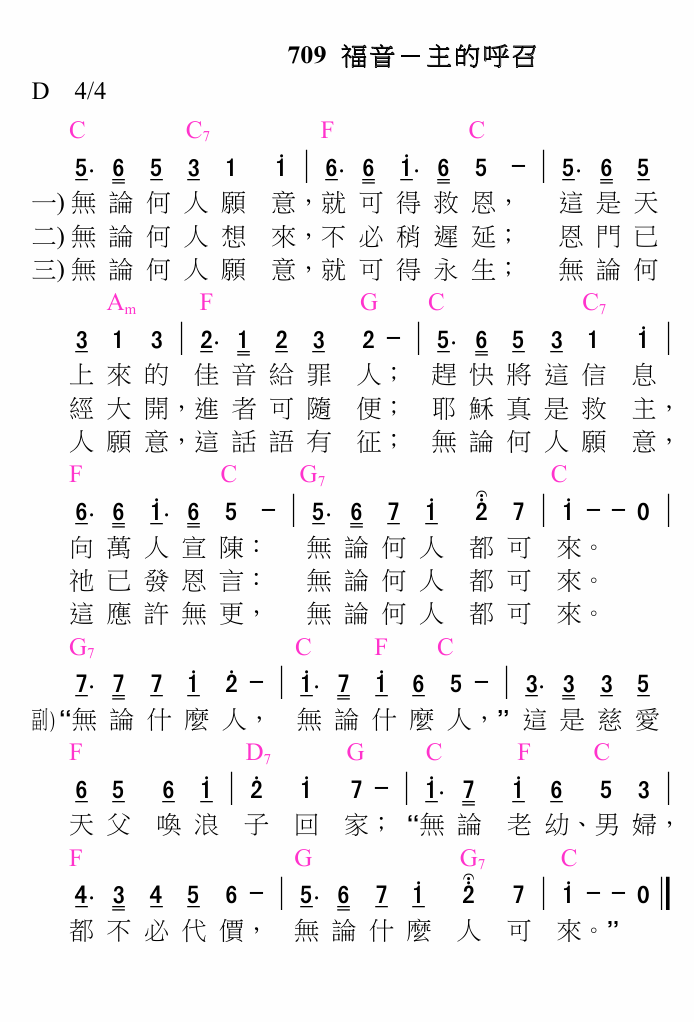 709 福音－主的呼召
D 4/4
C C7 F C
5. 6 5 3 1 i | 6. 6 i. 6 5 － | 5. 6 5
一) 無論何人願意，就可得救恩， 這是天
二) 無論何人想來，不必稍遲延； 恩門已
三) 無論何人願意，就可得永生； 無論何
Am F G C C7
3 1 3 | 2. 1 2 3 2 － | 5. 6 5 3 1 i |
上來的 佳音給罪人； 趕快將這信息
經大開，進者可隨便； 耶穌真是救主，
人願意，這話語有征； 無論何人願意，
F C G7 C
6. 6 i. 6 5 － | 5. 6 7 i 2 7 | i － － 0 |
向萬人宣陳： 無論何人都可來。
祂已發恩言： 無論何人都可來。
這應許無更， 無論何人都可來。
G7 C F C
7. 7 7 i 2 － | i. 7 i 6 5 － | 3. 3 3 5
副) “無論什麼人， 無論什麼人，” 這是慈愛
F D7 G C F C
6 5 6 i | 2 i 7 － | i. 7 i 6 5 3 |
天父喚浪子回家； “無論老幼、男婦，
F G G7 C
4. 3 4 5 6 － | 5. 6 7 i 2 7 | i － － 0 ‖
都不必代價， 無論什麼人可來。”